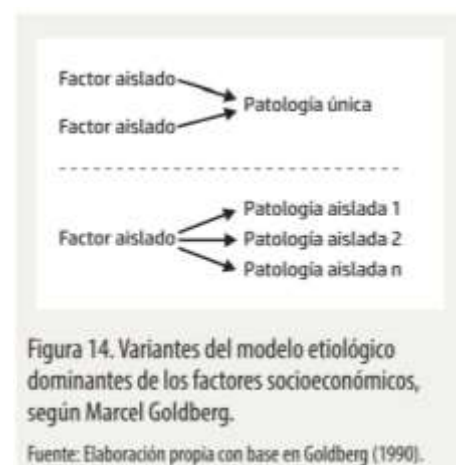 Factor aislado
Patología única
Factor aislado
Patología aislada 1
Factor aislado
Patología aislada 2
Patología aislada n
Figura 14. Variantes del modelo etiológico
dominantes de los factores socioeconómicos,
según Marcel Goldberg.
Fuente: Elaboración propia con base en Goldberg (1990).